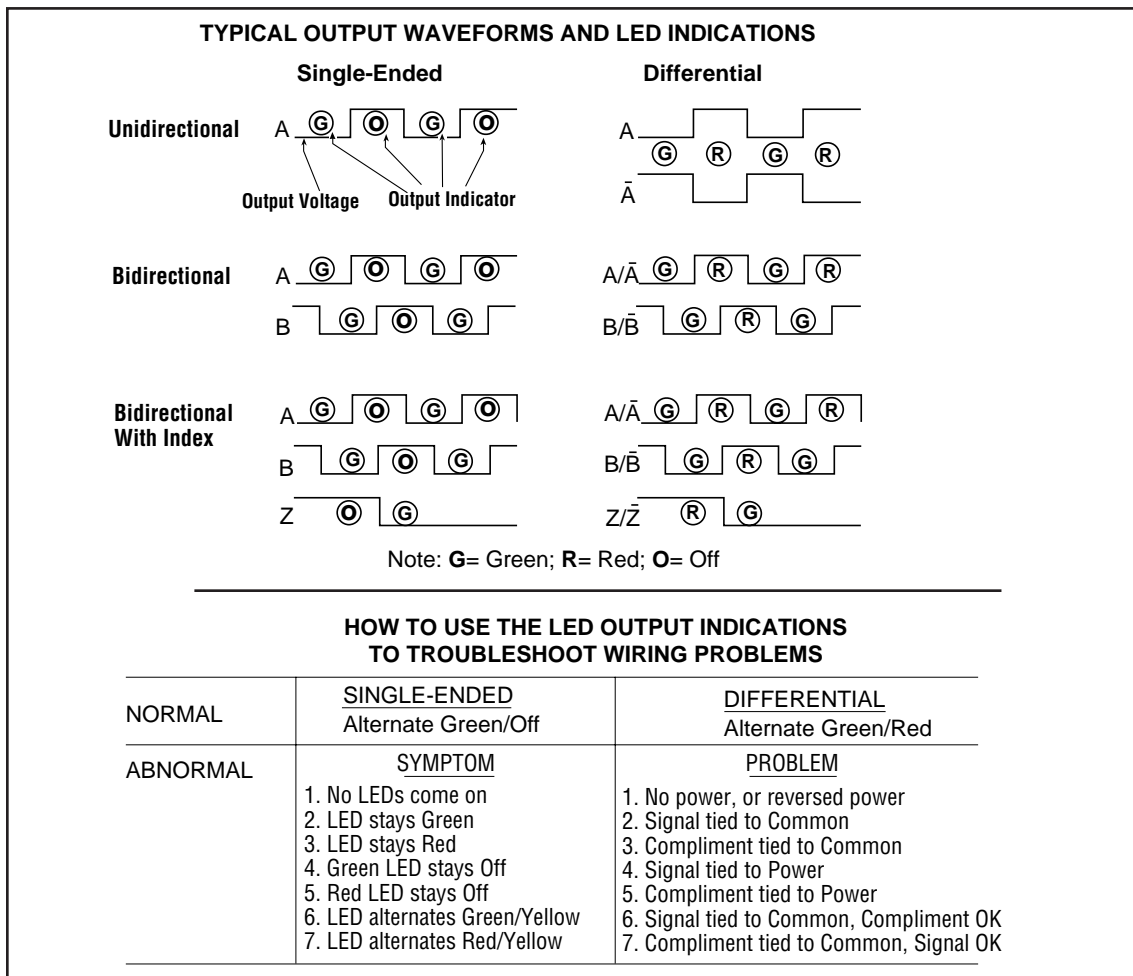 TYPICAL OUTPUT WAVEFORMS AND LED INDICATIONS
Single-Ended
Differential
Unidirectional
A G O G O
Output Voltage
Output Indicator
A
G R G R
Ā
Bidirectional
A G O G O
B G O G
A/Ā G R G R
B/B̄ G R G
Bidirectional
With Index
A G O G O
B G O G
Z O G
A/Ā G R G R
B/B̄ G R G
Z/Z̄ R G
Note: G= Green; R= Red; O= Off
HOW TO USE THE LED OUTPUT INDICATIONS
TO TROUBLESHOOT WIRING PROBLEMS
NORMAL
SINGLE-ENDED
Alternate Green/Off
DIFFERENTIAL
Alternate Green/Red
ABNORMAL
SYMPTOM
1. No LEDs come on
2. LED stays Green
3. LED stays Red
4. Green LED stays Off
5. Red LED stays Off
6. LED alternates Green/Yellow
7. LED alternates Red/Yellow
PROBLEM
1. No power, or reversed power
2. Signal tied to Common
3. Compliment tied to Common
4. Signal tied to Power
5. Compliment tied to Power
6. Signal tied to Common, Compliment OK
7. Compliment tied to Common, Signal OK